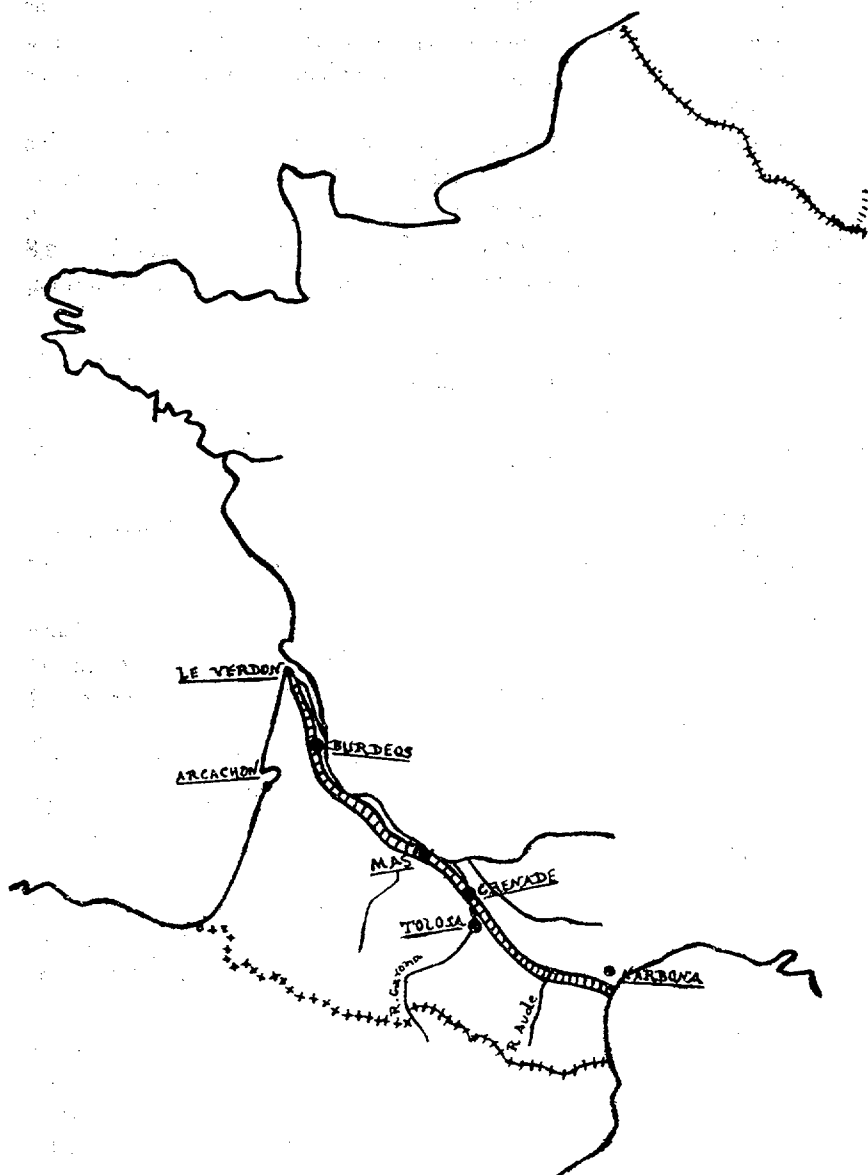 LE VERDON
BURDEOS
ARCACHON
MAS
GRENADE
TOLOSA
R. Garona
NARBONA
R. Aude